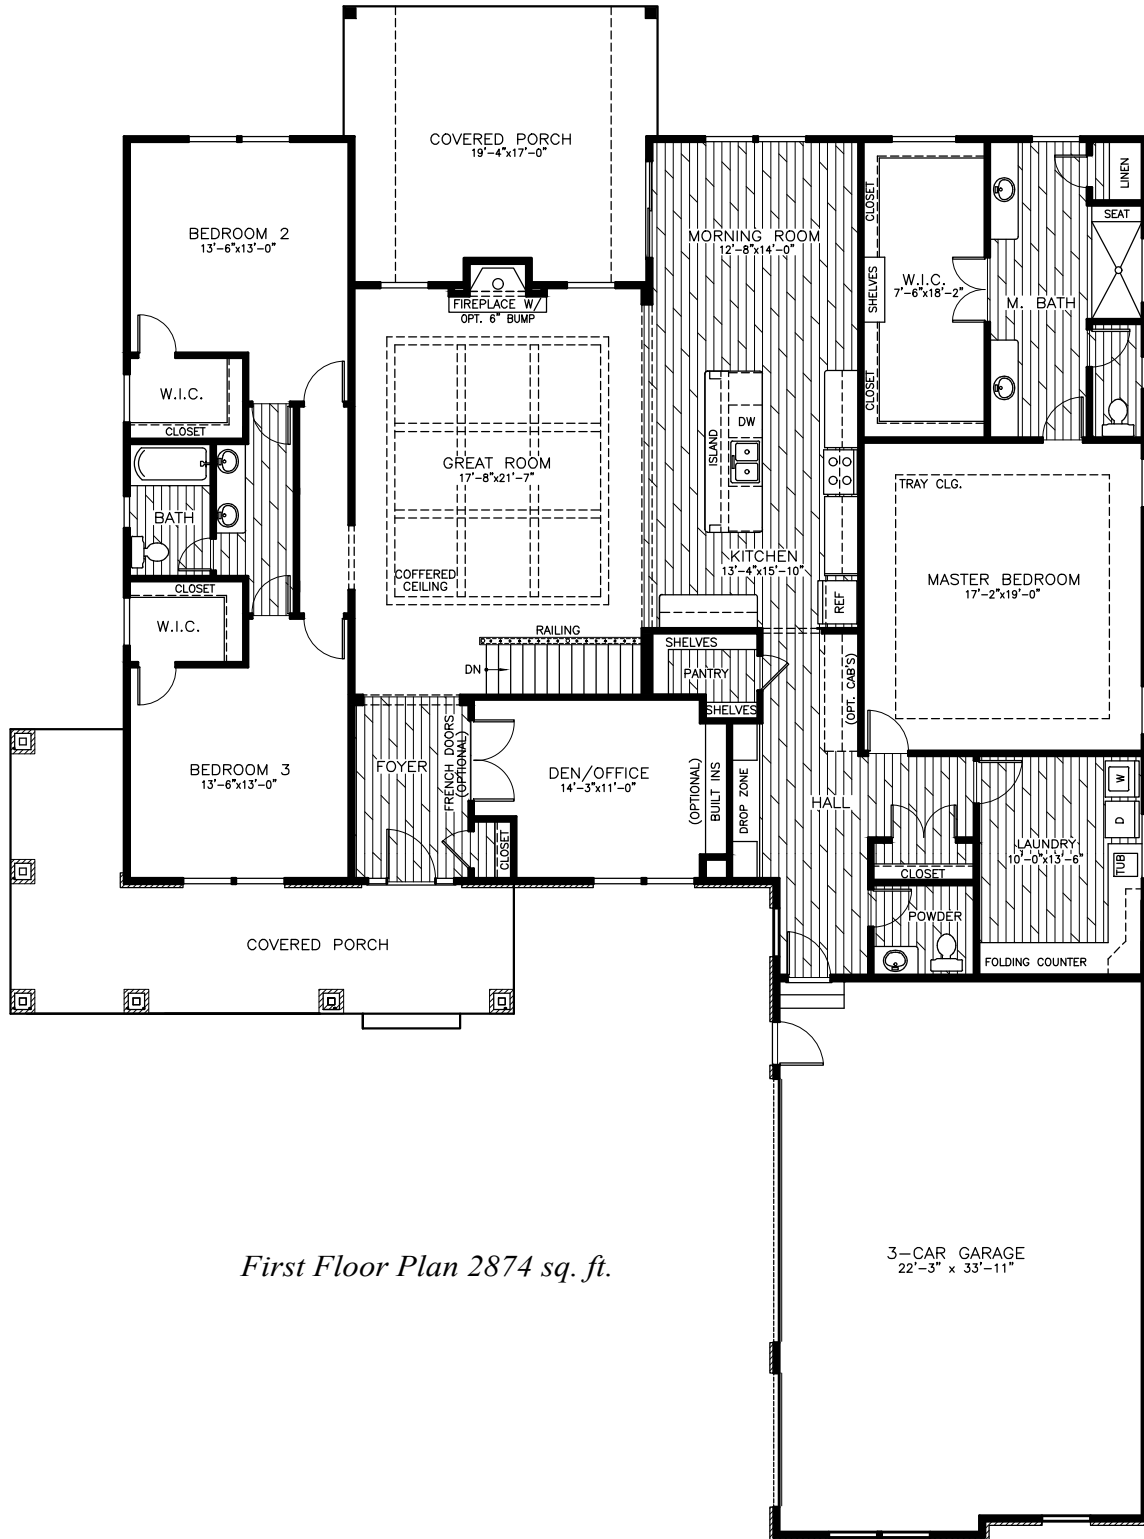 COVERED PORCH
19'-4"x17'-0"
BEDROOM 2
13'-6"x13'-0"
MORNING ROOM
12'-8"x14'-0"
CLOSET
SHELVES
CLOSET
W.I.C.
7'-6"x18'-2"
M. BATH
LINEN
SEAT
FIREPLACE W/
OPT. 6" BUMP
W.I.C.
CLOSET
BATH
GREAT ROOM
17'-8"x21'-7"
COFFERED
CEILING
ISLAND
DW
KITCHEN
13'-4"x15'-10"
REF
TRAY CLG.
MASTER BEDROOM
17'-2"x19'-0"
CLOSET
W.I.C.
RAILING
DN
SHELVES
PANTRY
SHELVES
(OPT. CAB'S)
BEDROOM 3
13'-6"x13'-0"
FOYER
FRENCH DOORS
(OPTIONAL)
DEN/OFFICE
14'-3"x11'-0"
(OPTIONAL)
BUILT INS
DROP ZONE
HALL
CLOSET
CLOSET
LAUNDRY
10'-0"x13'-6"
W
D
TUB
POWDER
FOLDING COUNTER
COVERED PORCH
3-CAR GARAGE
22'-3" x 33'-11"
First Floor Plan 2874 sq. ft.